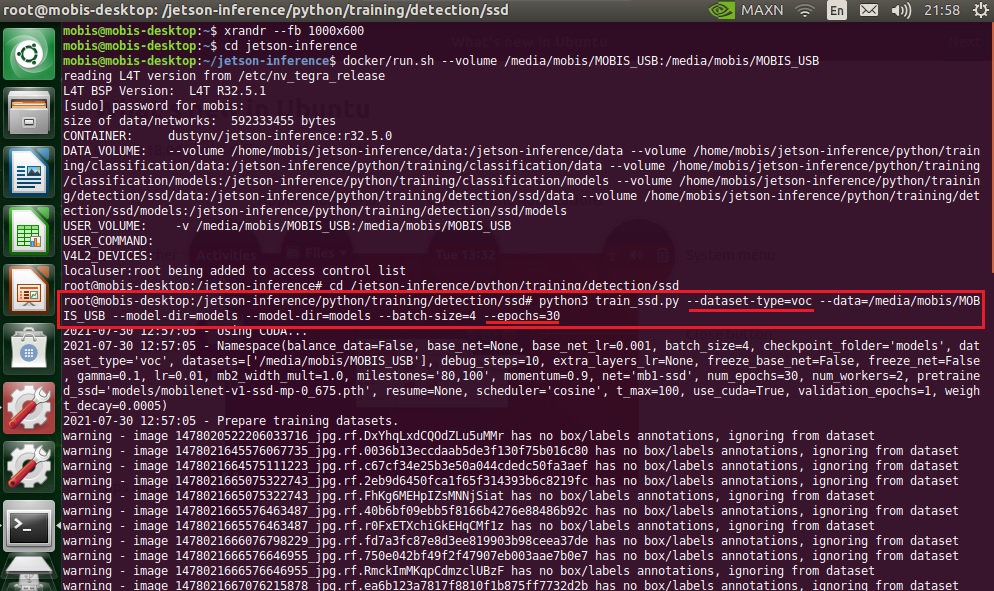 root@mobis-desktop: /jetson-inference/python/training/detection/ssd
MAXN
En
21:58
mobis@mobis-desktop:~$ xrandr --fb 1000x600
mobis@mobis-desktop:~$ cd jetson-inference
mobis@mobis-desktop:~/jetson-inference$ docker/run.sh --volume /media/mobis/MOBIS_USB:/media/mobis/MOBIS_USB
reading L4T version from /etc/nv_tegra_release
L4T BSP Version:  L4T R32.5.1
[sudo] password for mobis:
size of data/networks:  592333455 bytes
CONTAINER:     dustynv/jetson-inference:r32.5.0
DATA_VOLUME:   --volume /home/mobis/jetson-inference/data:/jetson-inference/data --volume /home/mobis/jetson-inference/python/train
ing/classification/data:/jetson-inference/python/training/classification/data --volume /home/mobis/jetson-inference/python/training
/classification/models:/jetson-inference/python/training/classification/models --volume /home/mobis/jetson-inference/python/trainin
g/detection/ssd/data:/jetson-inference/python/training/detection/ssd/data --volume /home/mobis/jetson-inference/python/training/det
ection/ssd/models:/jetson-inference/python/training/detection/ssd/models
USER_VOLUME:    -v /media/mobis/MOBIS_USB:/media/mobis/MOBIS_USB
USER_COMMAND:
V4L2_DEVICES:
localuser:root being added to access control list
root@mobis-desktop:/jetson-inference# cd /jetson-inference/python/training/detection/ssd
root@mobis-desktop:/jetson-inference/python/training/detection/ssd# python3 train_ssd.py --dataset-type=voc --data=/media/mobis/MOB
IS_USB --model-dir=models --model-dir=models --batch-size=4 --epochs=30
2021-07-30 12:57:05 - Using CUDA...
2021-07-30 12:57:05 - Namespace(balance_data=False, base_net=None, base_net_lr=0.001, batch_size=4, checkpoint_folder='models', dat
aset_type='voc', datasets=['/media/mobis/MOBIS_USB'], debug_steps=10, extra_layers_lr=None, freeze_base_net=False, freeze_net=False
, gamma=0.1, lr=0.01, mb2_width_mult=1.0, milestones='80,100', momentum=0.9, net='mb1-ssd', num_epochs=30, num_workers=2, pretraine
d_ssd='models/mobilenet-v1-ssd-mp-0_675.pth', resume=None, scheduler='cosine', t_max=100, use_cuda=True, validation_epochs=1, weigh
t_decay=0.0005)
2021-07-30 12:57:05 - Prepare training datasets.
warning - image 1478020522206033716_jpg.rf.DxYhqLxdCQOdZLu5uMMr has no box/labels annotations, ignoring from dataset
warning - image 1478021645576067735_jpg.rf.0036b13eccdaab5de3f130f75b016c80 has no box/labels annotations, ignoring from dataset
warning - image 1478021664575111223_jpg.rf.c67cf34e25b3e50a044cdedc50fa3aef has no box/labels annotations, ignoring from dataset
warning - image 1478021665075322743_jpg.rf.2eb9d6450fca1f65f314393b6c8219fc has no box/labels annotations, ignoring from dataset
warning - image 1478021665075322743_jpg.rf.FhKg6MEHpIZsMNNjSiat has no box/labels annotations, ignoring from dataset
warning - image 1478021665576463487_jpg.rf.40b6bf09ebb5f8166b4276e88486b92c has no box/labels annotations, ignoring from dataset
warning - image 1478021665576463487_jpg.rf.r0FxETXchiGkEHqCMf1z has no box/labels annotations, ignoring from dataset
warning - image 1478021666076798229_jpg.rf.fd7a3fc87e8d3ee819903b98ceea37de has no box/labels annotations, ignoring from dataset
warning - image 1478021666576646955_jpg.rf.750e042bf49f2f47907eb003aae7b0e7 has no box/labels annotations, ignoring from dataset
warning - image 1478021666576646955_jpg.rf.RmckImMKqpCdmzclUBzF has no box/labels annotations, ignoring from dataset
warning - image 1478021667076215878_jpg.rf.ea6b123a7817f8810f1b875ff7732d2b has no box/labels annotations, ignoring from dataset